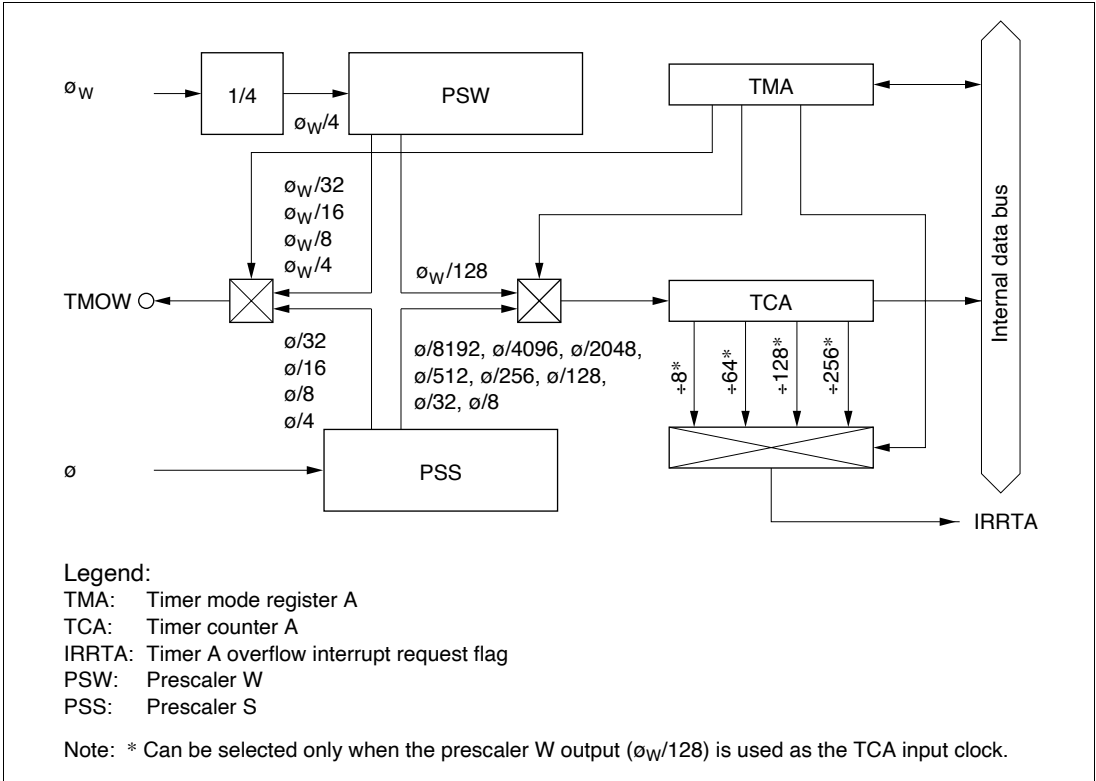 øW
1/4
øW/4
PSW
TMA
øW/32
øW/16
øW/8
øW/4
øW/128
TMOW
TCA
Internal data bus
ø/32
ø/16
ø/8
ø/4
ø/8192, ø/4096, ø/2048,
ø/512, ø/256, ø/128,
ø/32, ø/8
÷8*
÷64*
÷128*
÷256*
ø
PSS
IRRTA
Legend:
TMA: Timer mode register A
TCA: Timer counter A
IRRTA: Timer A overflow interrupt request flag
PSW: Prescaler W
PSS: Prescaler S
Note: * Can be selected only when the prescaler W output (øW/128) is used as the TCA input clock.